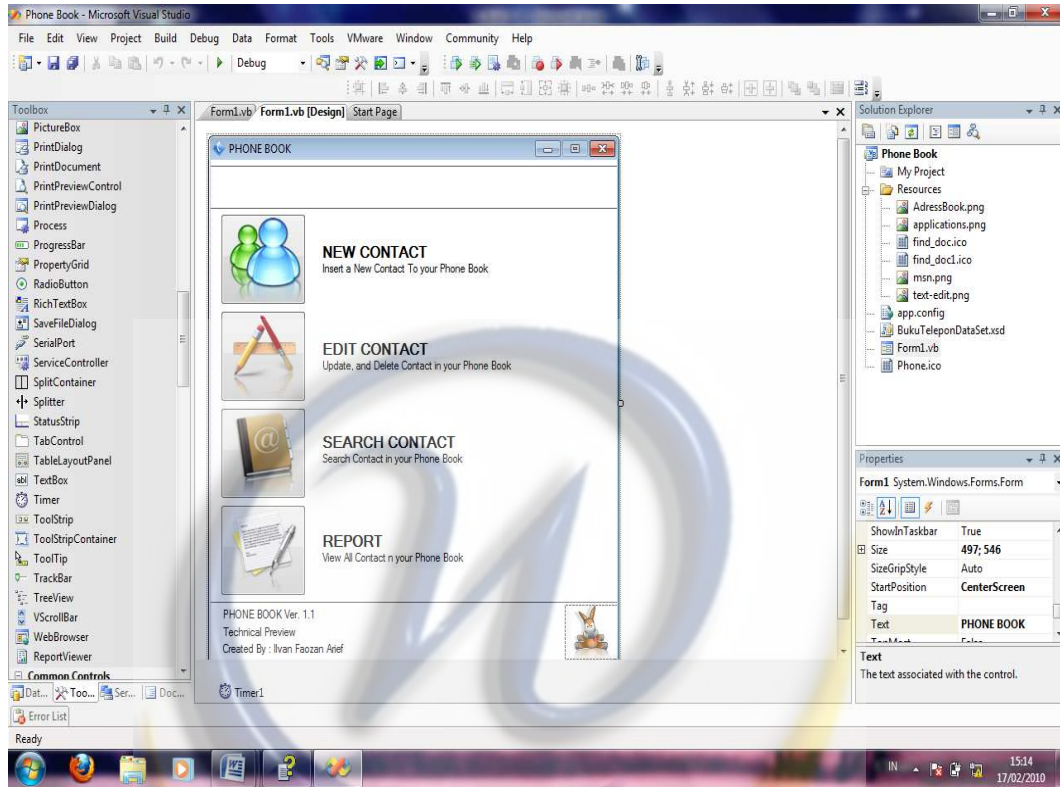 Phone Book - Microsoft Visual Studio
File Edit View Project Build Debug Data Format Tools VMware Window Community Help
Debug
Toolbox
PictureBox
PrintDialog
PrintDocument
PrintPreviewControl
PrintPreviewDialog
Process
ProgressBar
PropertyGrid
RadioButton
RichTextBox
SaveFileDialog
SerialPort
ServiceController
SplitContainer
Splitter
StatusStrip
TabControl
TableLayoutPanel
TextBox
Timer
ToolStrip
ToolStripContainer
ToolTip
TrackBar
TreeView
VScrollBar
WebBrowser
ReportViewer
Common Controls
Dat... Too... Ser... Doc...
Form1.vb Form1.vb [Design] Start Page
PHONE BOOK
NEW CONTACT
Insert a New Contact To your Phone Book
EDIT CONTACT
Update, and Delete Contact in your Phone Book
SEARCH CONTACT
Search Contact in your Phone Book
REPORT
View All Contact n your Phone Book
PHONE BOOK Ver. 1.1
Technical Preview
Created By : Ilvan Faozan Arief
Timer1
Solution Explorer
Phone Book
My Project
Resources
AdressBook.png
applications.png
find_doc.ico
find_doc1.ico
msn.png
text-edit.png
app.config
BukuTeleponDataSet.xsd
Form1.vb
Phone.ico
Properties
Form1 System.Windows.Forms.Form
ShowInTaskbar True
Size 497; 546
SizeGripStyle Auto
StartPosition CenterScreen
Tag
Text PHONE BOOK
Text
The text associated with the control.
Error List
Ready
IN
15:14
17/02/2010